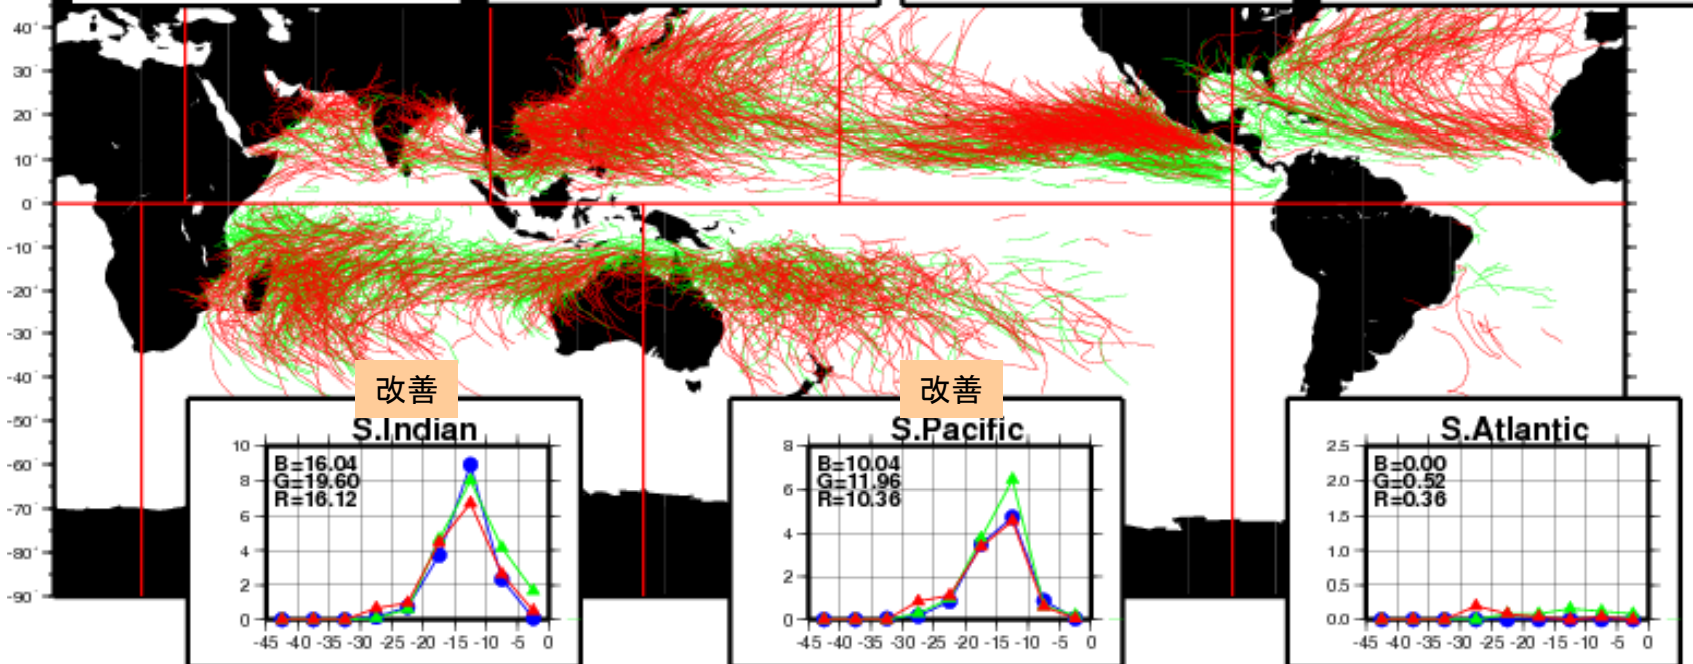 40°
30°
20°
10°
0°
-10°
-20°
-30°
-40°
-50°
-60°
-70°
-80°
-90°
改善
S.Indian
B=16.04
G=19.60
R=16.12
10
8
6
4
2
0
-45 -40 -35 -30 -25 -20 -15 -10 -5 0
改善
S.Pacific
B=10.04
G=11.96
R=10.36
8
6
4
2
0
-45 -40 -35 -30 -25 -20 -15 -10 -5 0
S.Atlantic
B=0.00
G=0.52
R=0.36
2.5
2.0
1.5
1.0
0.5
0.0
-45 -40 -35 -30 -25 -20 -15 -10 -5 0